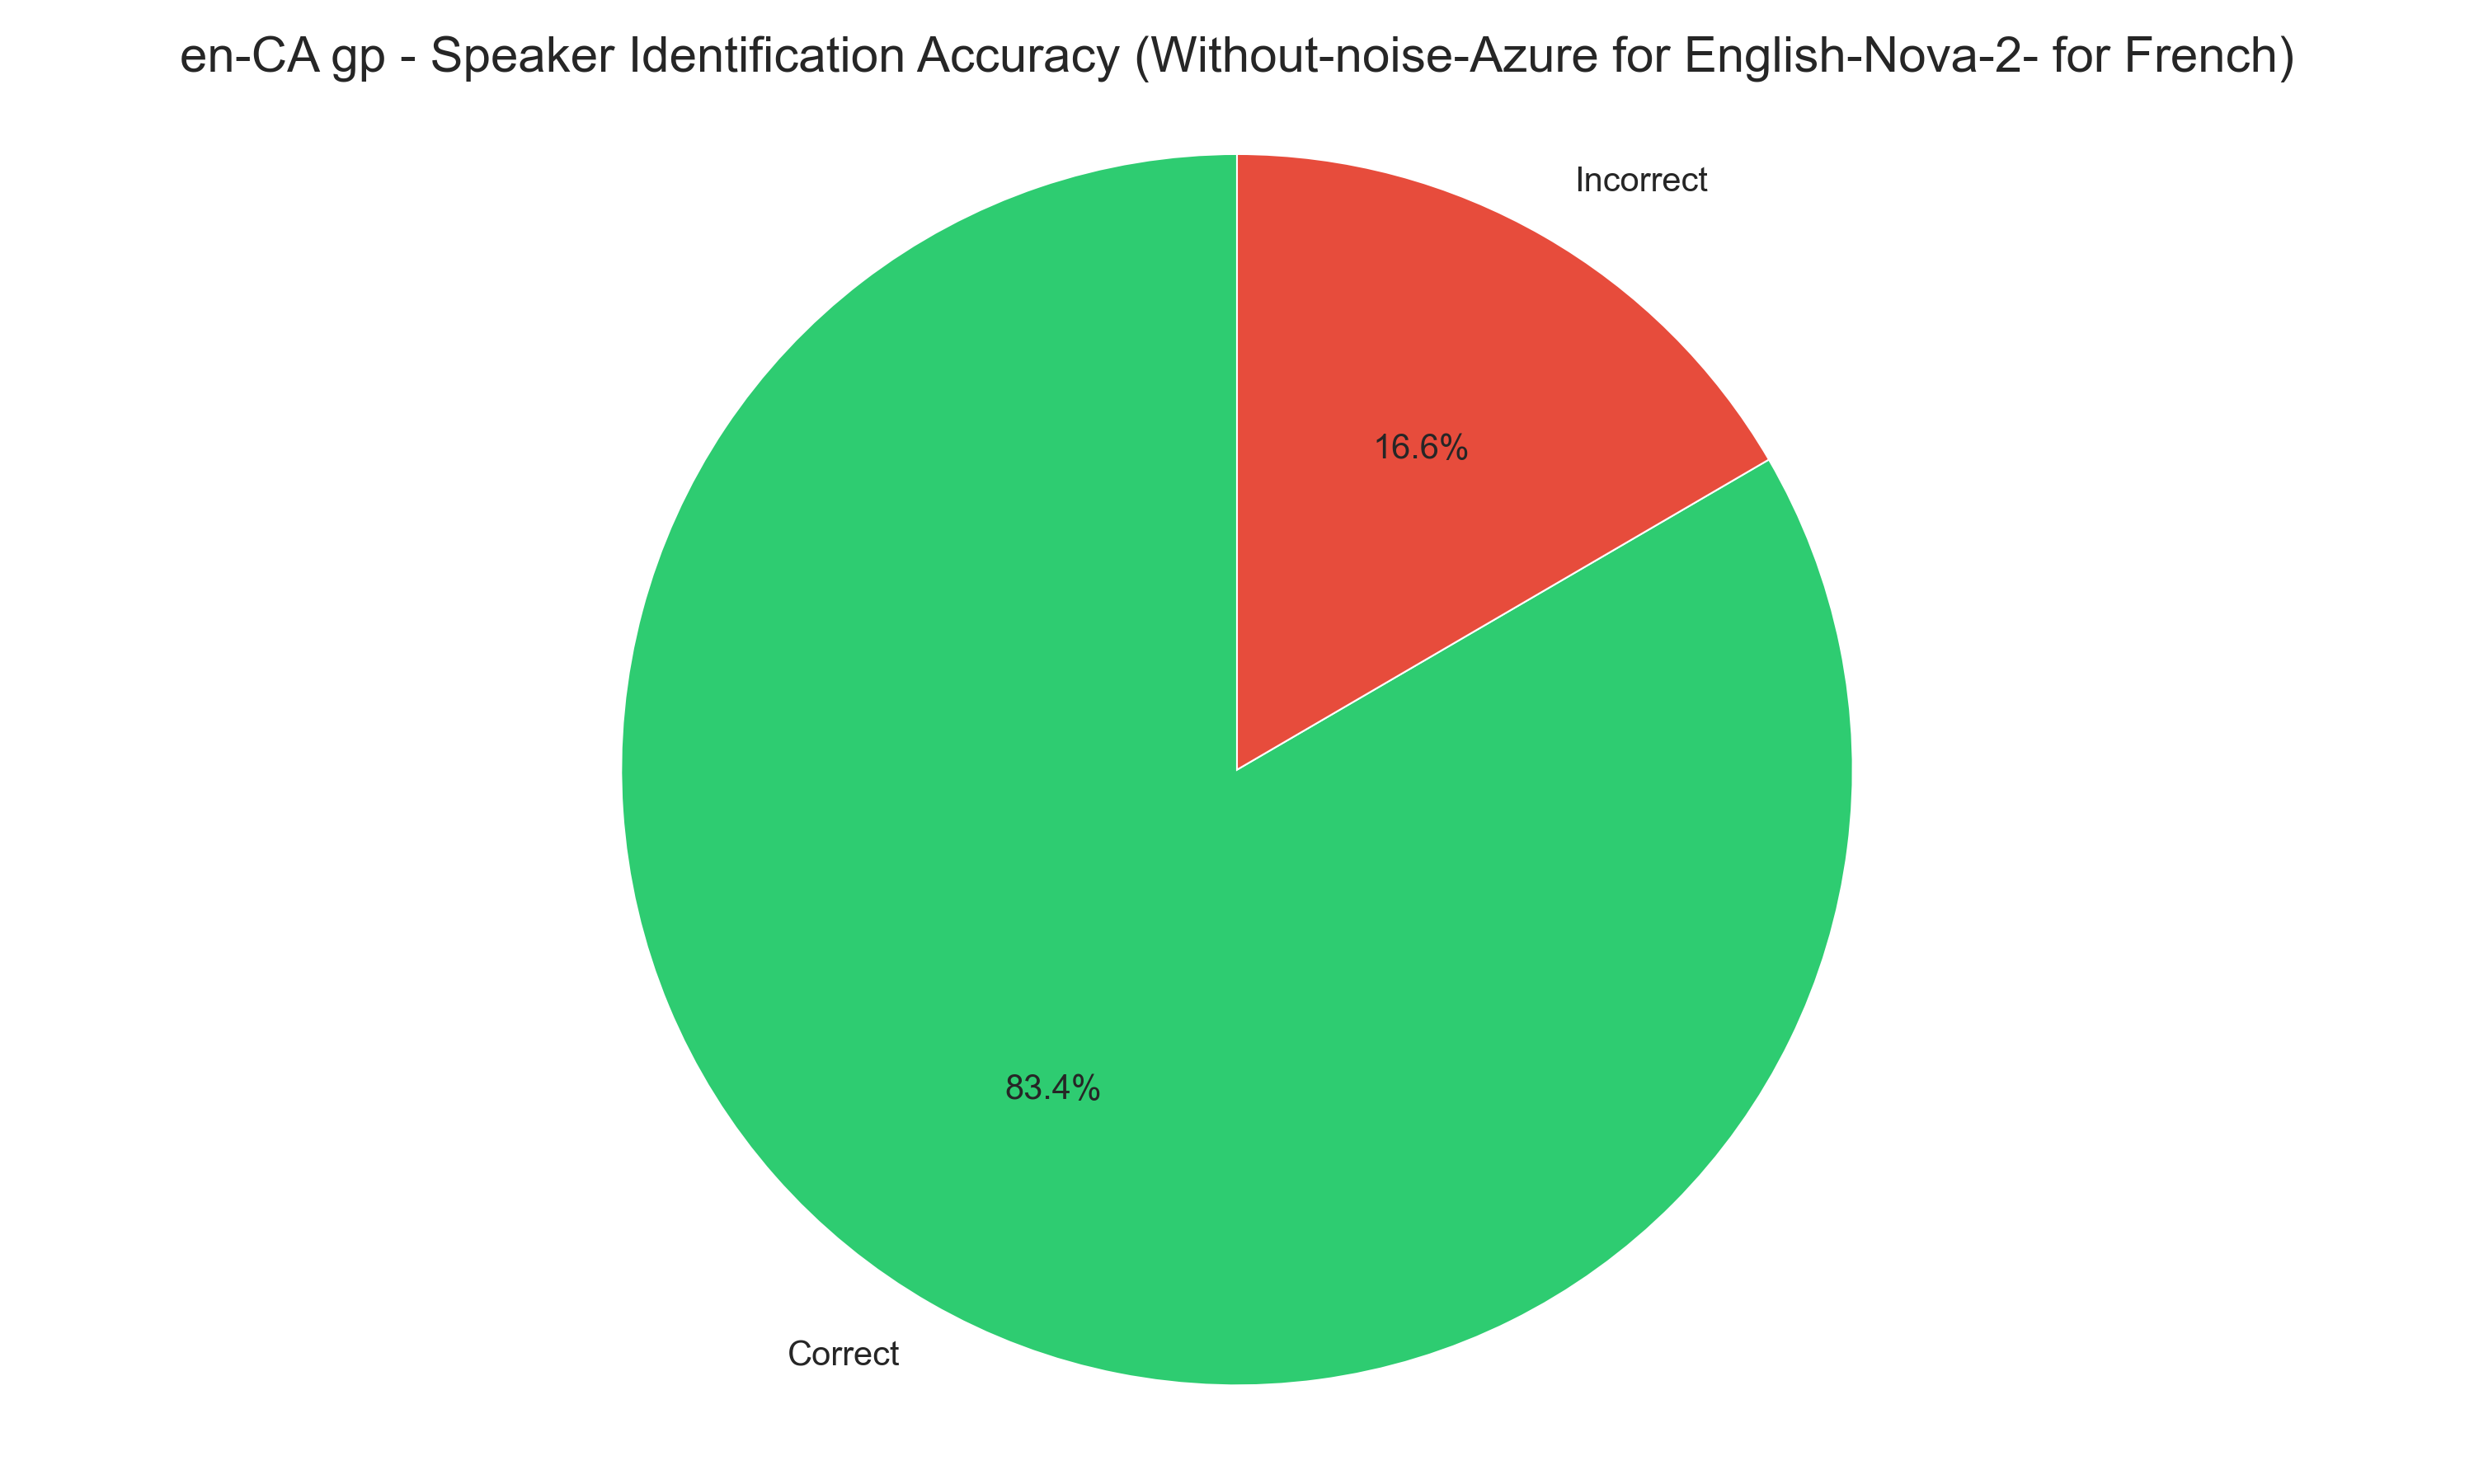 en-CA gp - Speaker Identification Accuracy (Without-noise-Azure for English-Nova-2- for French)
Incorrect
16.6%
83.4%
Correct